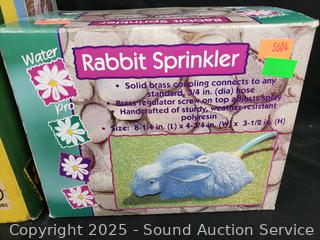 Rabbit Sprinkler
Water
Rabbit Sprinkler
5604
• Solid brass coupling connects to any
standard, 3/4 in. (dia) hose
• Brass regulator screw on top adjusts spray
• Handcrafted of sturdy, weather resistant
polyresin
• Size: 8-1/4 in. (L) x 4-3/4 in. (W) x 3-1/2 in. (H)
Pro
Copyright 2025 - Sound Auction Service